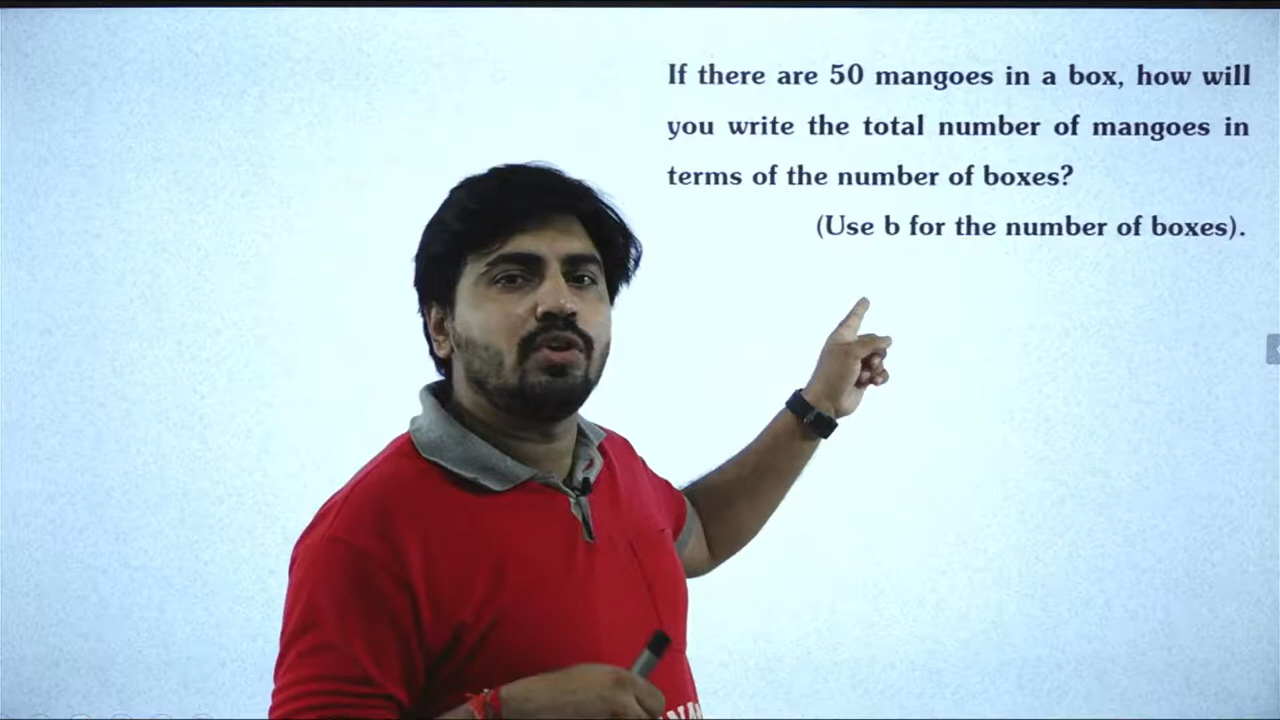 If there are 50 mangoes in a box, how will
you write the total number of mangoes in
terms of the number of boxes?
(Use b for the number of boxes).